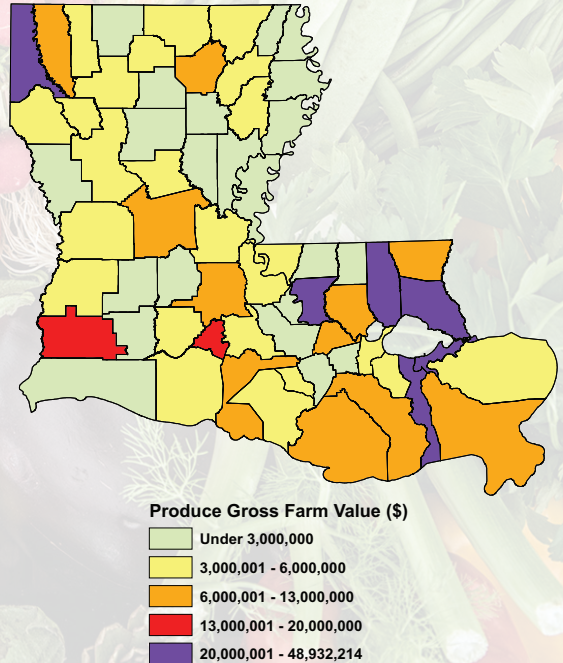 Produce Gross Farm Value ($)
Under 3,000,000
3,000,001 - 6,000,000
6,000,001 - 13,000,000
13,000,001 - 20,000,000
20,000,001 - 48,932,214